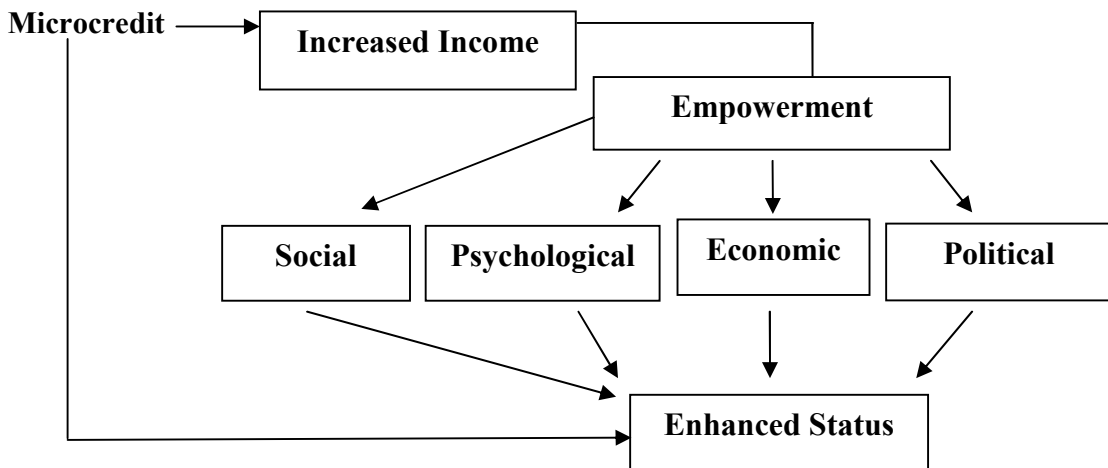 Microcredit
Increased Income
Empowerment
Social
Psychological
Economic
Political
Enhanced Status